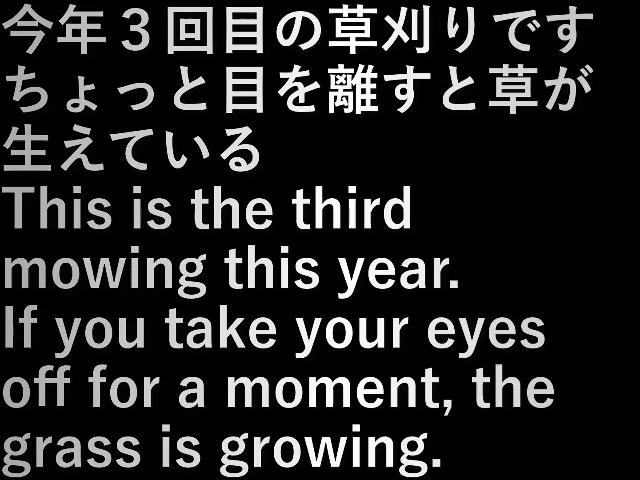 今年３回目の草刈りです
ちょっと目を離すと草が
生えている
This is the third
mowing this year.
If you take your eyes
off for a moment, the
grass is growing.